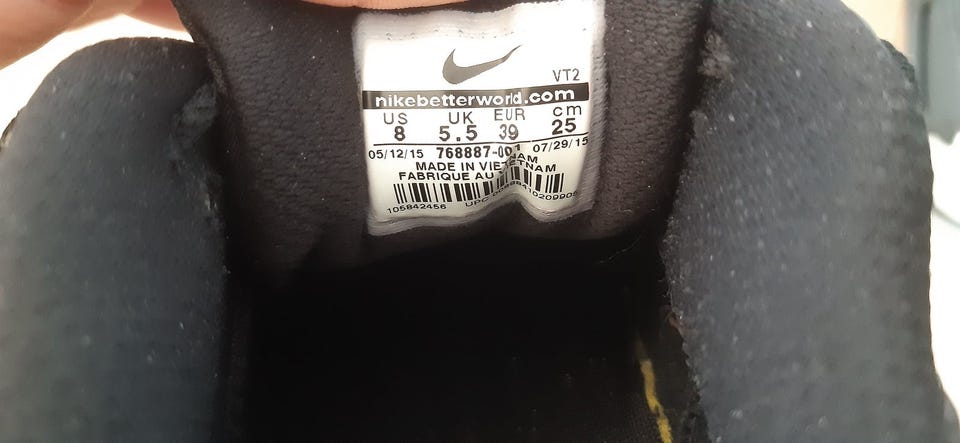 VT2
nikebetterworld.com
US UK EUR cm
8 5.5 39 25
05/12/15 768887-001 07/29/15
MADE IN VIETNAM
FABRIQUE AU
105842456 UPC